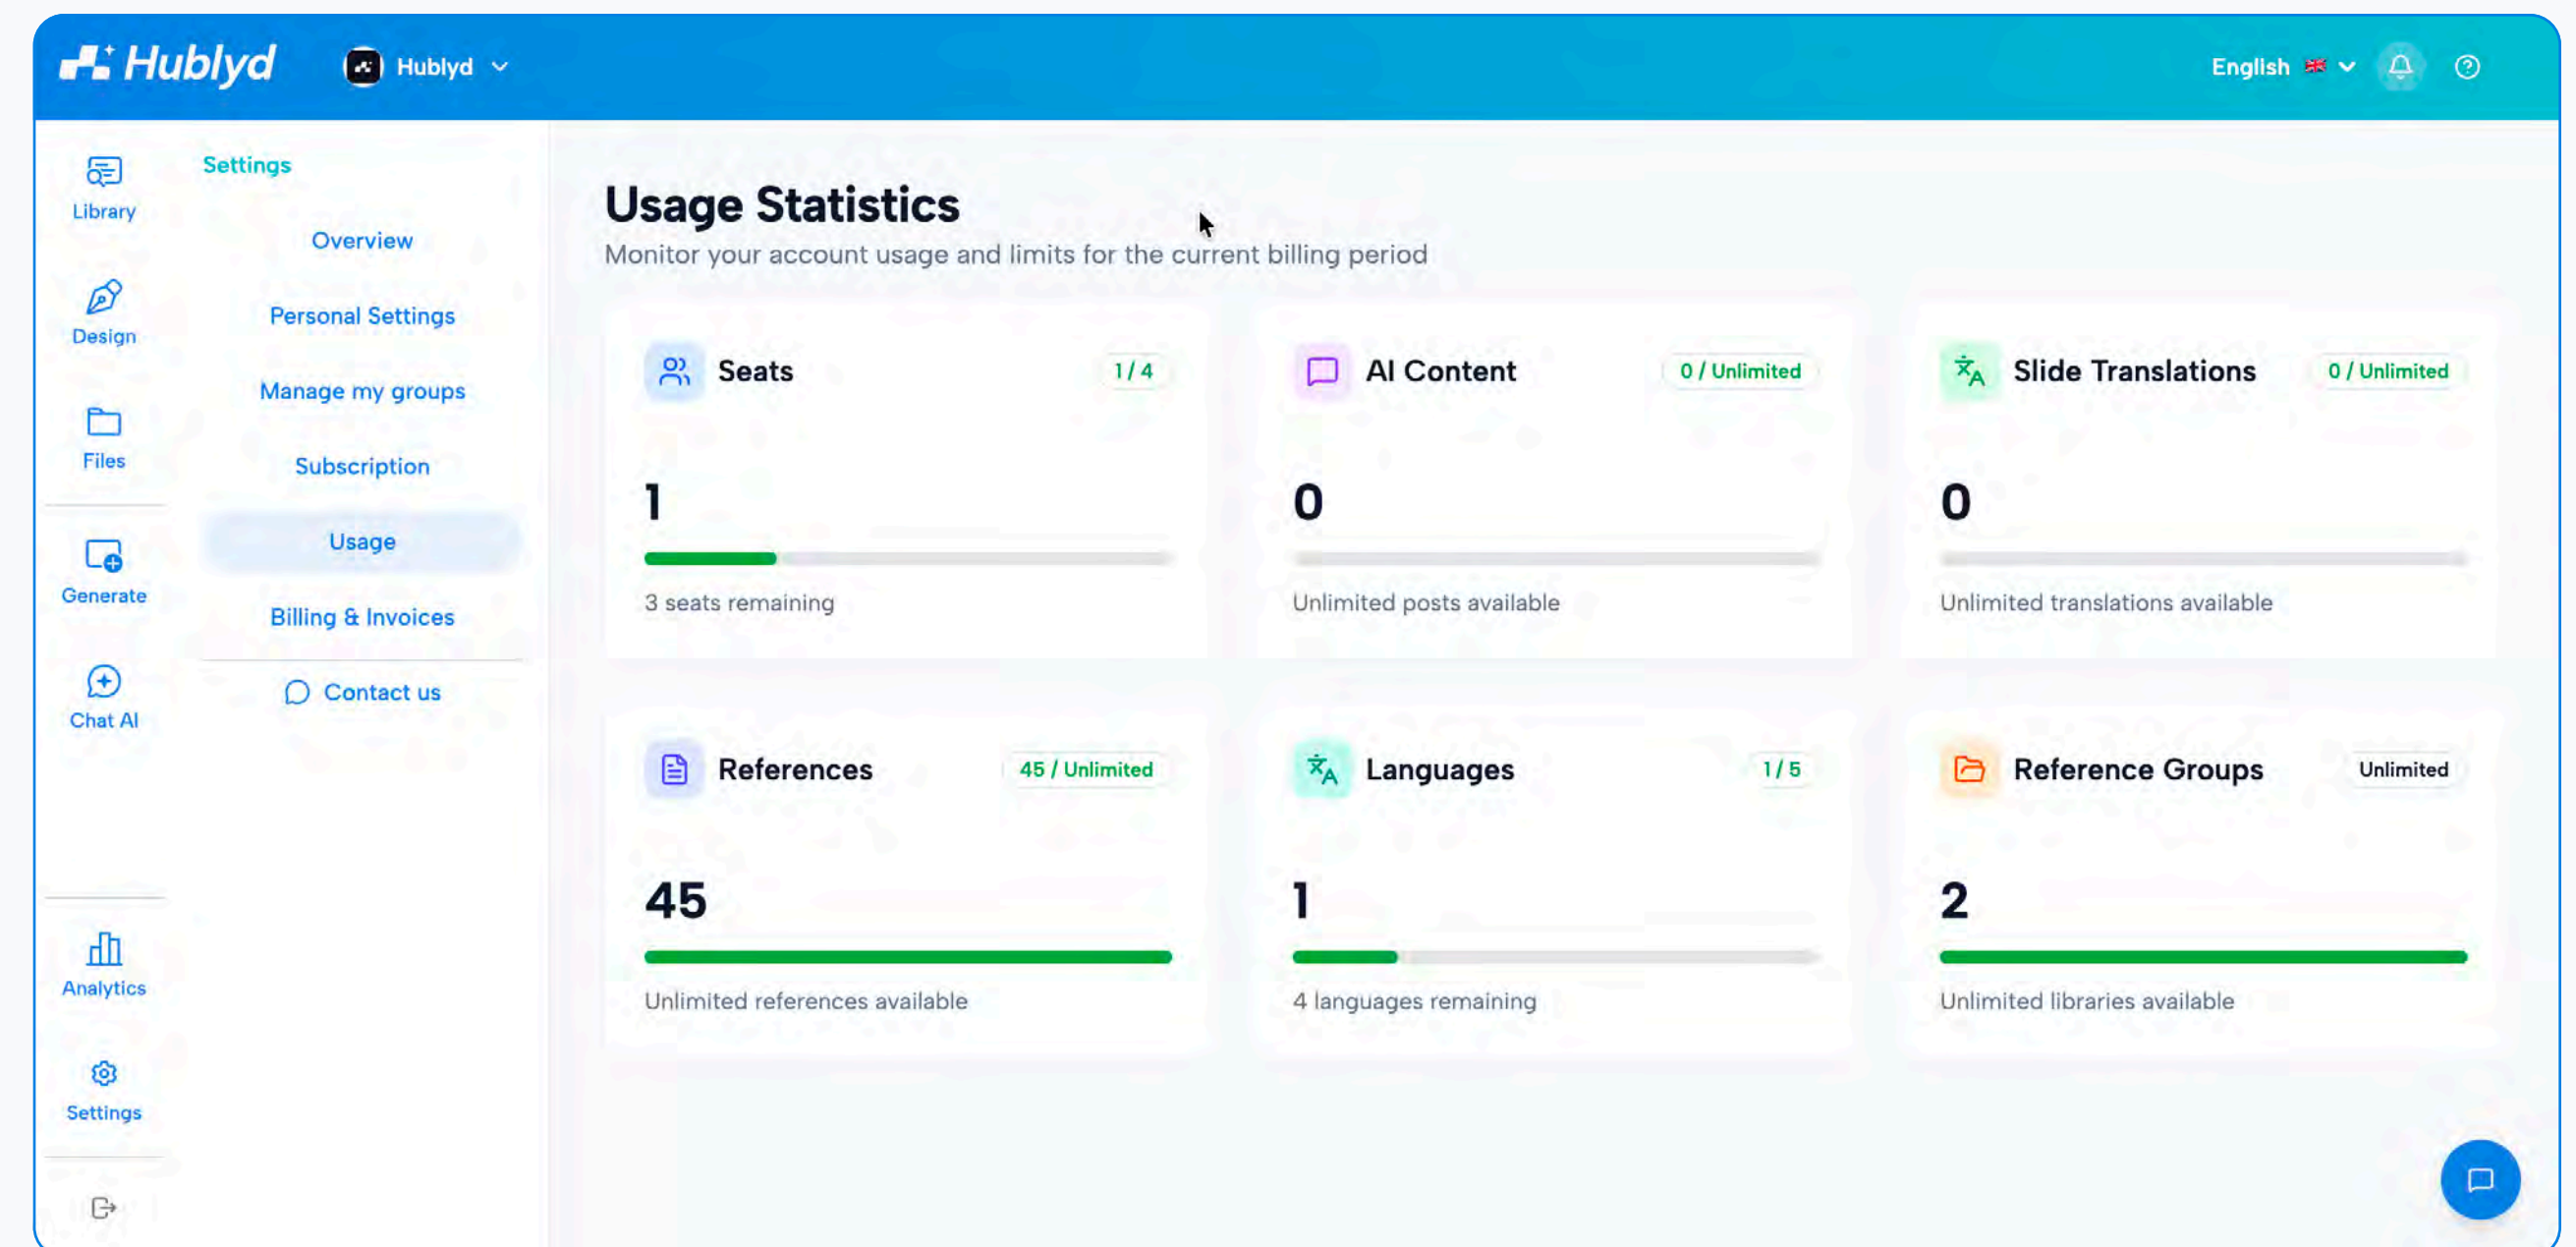 Hublyd
Hublyd
English
Library
Design
Files
Generate
Chat AI
Analytics
Settings
Settings
Overview
Personal Settings
Manage my groups
Subscription
Usage
Billing & Invoices
Contact us
Usage Statistics
Monitor your account usage and limits for the current billing period
Seats 1 / 4
1
3 seats remaining
AI Content 0 / Unlimited
0
Unlimited posts available
Slide Translations 0 / Unlimited
0
Unlimited translations available
References 45 / Unlimited
45
Unlimited references available
Languages 1 / 5
1
4 languages remaining
Reference Groups Unlimited
2
Unlimited libraries available